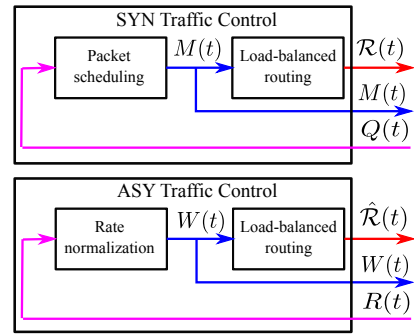 SYN Traffic Control
Packet
scheduling
M(t)
Load-balanced
routing
ℛ(t)
M(t)
Q(t)
ASY Traffic Control
Rate
normalization
W(t)
Load-balanced
routing
ℛ̂(t)
W(t)
R(t)